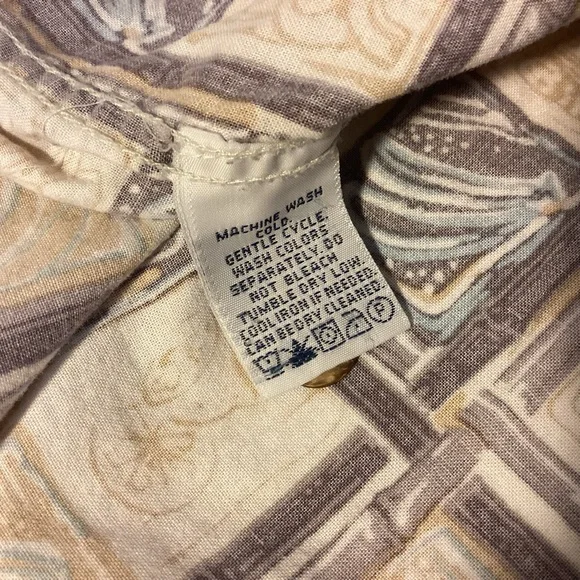 MACHINE WASH
COLD.
GENTLE CYCLE.
WASH COLORS
SEPARATELY. DO
NOT BLEACH
TUMBLE DRY LOW.
COOL IRON IF NEEDED.
CAN BE DRY CLEANED.
P